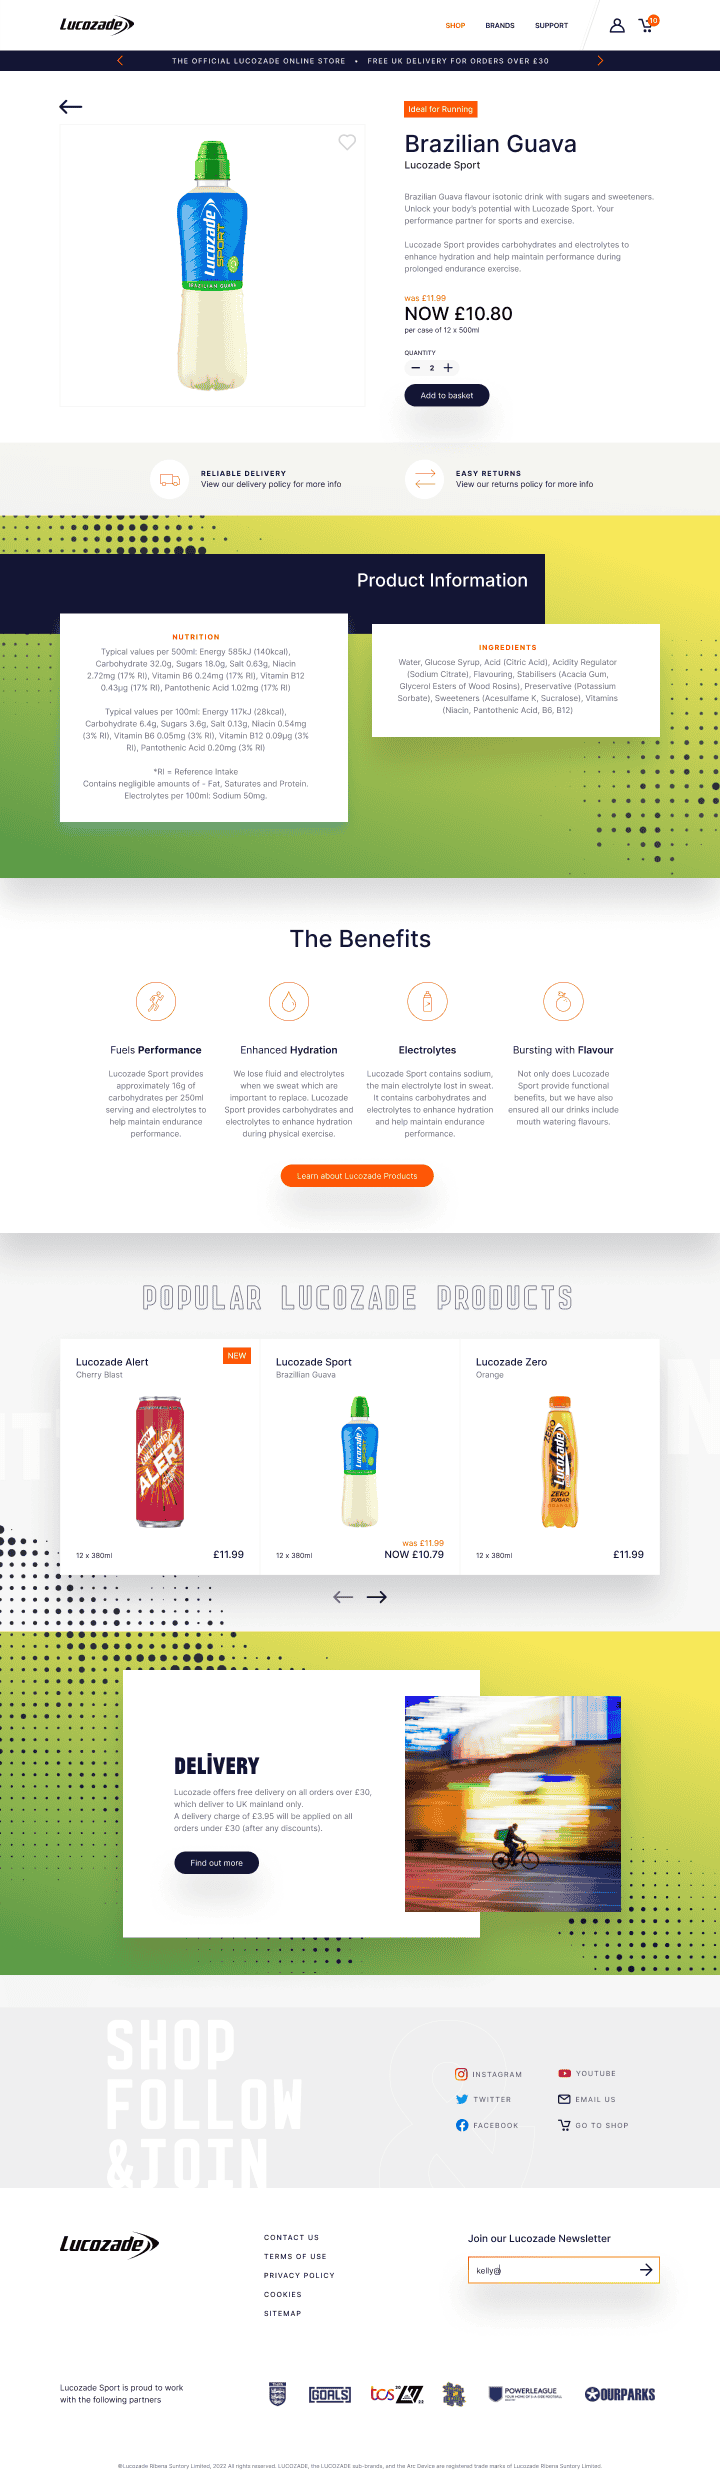 Lucozade
SHOP BRANDS SUPPORT
10
THE OFFICIAL LUCOZADE ONLINE STORE • FREE UK DELIVERY FOR ORDERS OVER £30
Ideal for Running
Brazilian Guava
Lucozade Sport
Brazilian Guava flavour isotonic drink with sugars and sweeteners.
Unlock your body's potential with Lucozade Sport. Your
performance partner for sports and exercise.
Lucozade Sport provides carbohydrates and electrolytes to
enhance hydration and help maintain performance during
prolonged endurance exercise.
was £11.99
NOW £10.80
per case of 12 x 500ml
QUANTITY
2
Add to basket
Lucozade
SPORT
BRAZILIAN GUAVA
RELIABLE DELIVERY
View our delivery policy for more info
EASY RETURNS
View our returns policy for more info
Product Information
NUTRITION
Typical values per 500ml: Energy 585kJ (140kcal),
Carbohydrate 32.0g, Sugars 18.0g, Salt 0.63g, Niacin
2.72mg (17% RI), Vitamin B6 0.24mg (17% RI), Vitamin B12
0.43µg (17% RI), Pantothenic Acid 1.02mg (17% RI)
Typical values per 100ml: Energy 117kJ (28kcal),
Carbohydrate 6.4g, Sugars 3.6g, Salt 0.13g, Niacin 0.54mg
(3% RI), Vitamin B6 0.05mg (3% RI), Vitamin B12 0.09µg (3%
RI), Pantothenic Acid 0.20mg (3% RI)
*RI = Reference Intake
Contains negligible amounts of - Fat, Saturates and Protein.
Electrolytes per 100ml: Sodium 50mg.
INGREDIENTS
Water, Glucose Syrup, Acid (Citric Acid), Acidity Regulator
(Sodium Citrate), Flavouring, Stabilisers (Acacia Gum,
Glycerol Esters of Wood Rosins), Preservative (Potassium
Sorbate), Sweeteners (Acesulfame K, Sucralose), Vitamins
(Niacin, Pantothenic Acid, B6, B12)
The Benefits
Fuels Performance
Lucozade Sport provides
approximately 16g of
carbohydrates per 250ml
serving and electrolytes to
help maintain endurance
performance.
Enhanced Hydration
We lose fluid and electrolytes
when we sweat which are
important to replace. Lucozade
Sport provides carbohydrates and
electrolytes to enhance hydration
during physical exercise.
Electrolytes
Lucozade Sport contains sodium,
the main electrolyte lost in sweat.
It contains carbohydrates and
electrolytes to enhance hydration
and help maintain endurance
performance.
Bursting with Flavour
Not only does Lucozade
Sport provide functional
benefits, but we have also
ensured all our drinks include
mouth watering flavours.
Learn about Lucozade Products
POPULAR LUCOZADE PRODUCTS
Lucozade Alert
Cherry Blast
NEW
Lucozade
ALERT
12 x 380ml
£11.99
Lucozade Sport
Brazillian Guava
Lucozade
SPORT
12 x 380ml
was £11.99
NOW £10.79
Lucozade Zero
Orange
ZERO
Lucozade
ZERO
SUGAR
12 x 380ml
£11.99
DELIVERY
Lucozade offers free delivery on all orders over £30,
which deliver to UK mainland only.
A delivery charge of £3.95 will be applied on all
orders under £30 (after any discounts).
Find out more
SHOP
FOLLOW
&JOIN
&
INSTAGRAM
YOUTUBE
TWITTER
EMAIL US
FACEBOOK
GO TO SHOP
Lucozade
CONTACT US
TERMS OF USE
PRIVACY POLICY
COOKIES
SITEMAP
Join our Lucozade Newsletter
kelly@
Lucozade Sport is proud to work
with the following partners
GOALS
tcs
POWERLEAGUE
OURPARKS
©Lucozade Ribena Suntory Limited, 2022 All rights reserved. LUCOZADE, the LUCOZADE sub-brands, and the Arc Device are registered trade marks of Lucozade Ribena Suntory Limited.